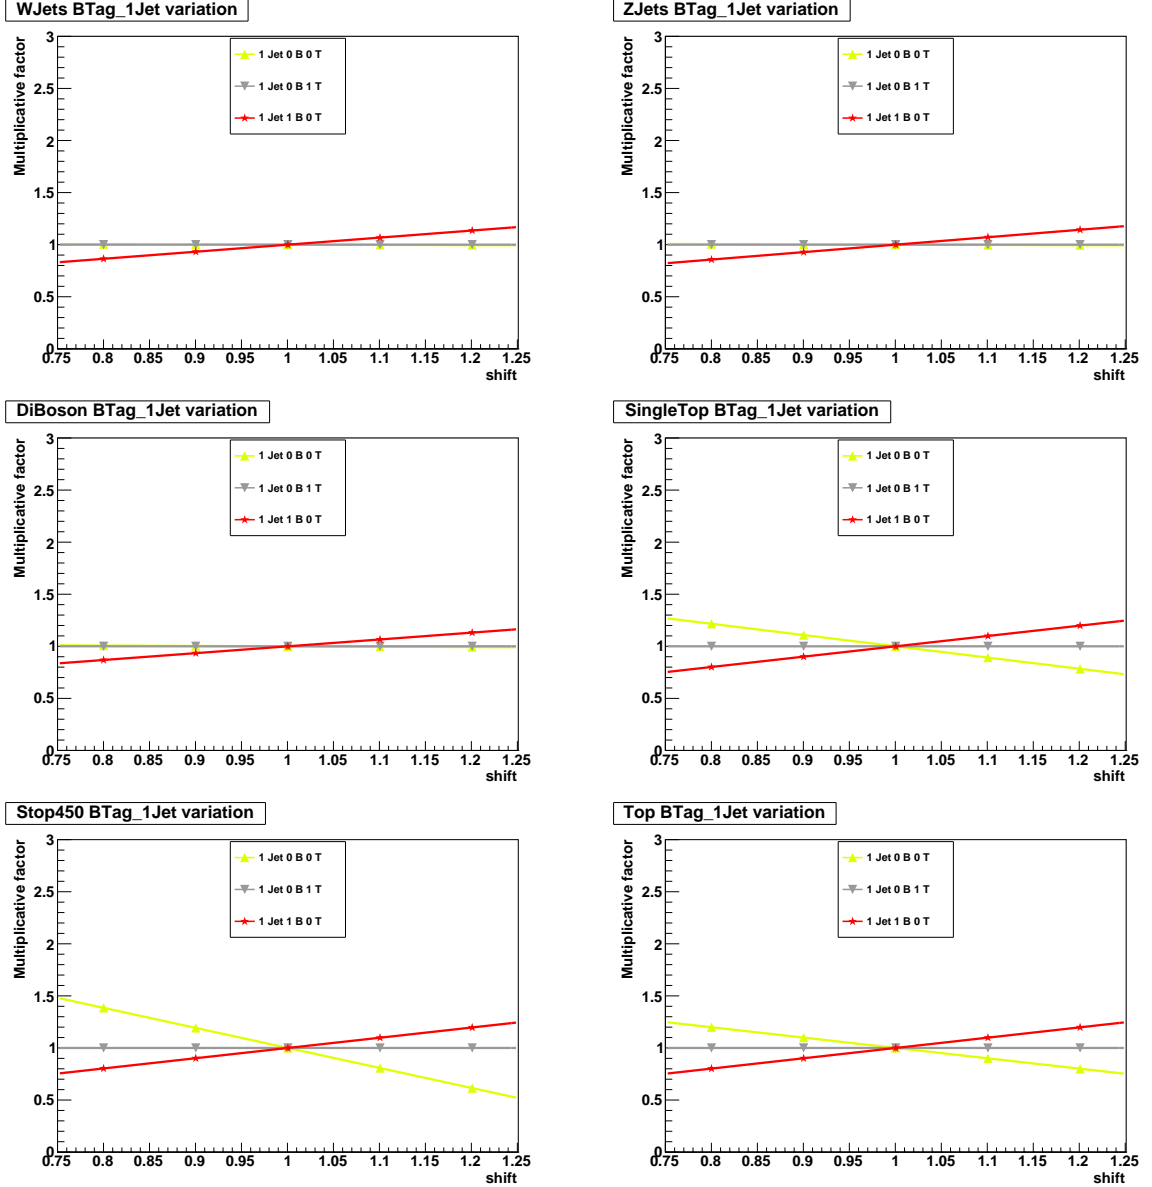 WJets BTag_1Jet variation
Multiplicative factor
3
2.5
2
1.5
1
0.5
0
1 Jet 0 B 0 T
1 Jet 0 B 1 T
1 Jet 1 B 0 T
0.75 0.8 0.85 0.9 0.95 1 1.05 1.1 1.15 1.2 1.25
shift
ZJets BTag_1Jet variation
Multiplicative factor
3
2.5
2
1.5
1
0.5
0
1 Jet 0 B 0 T
1 Jet 0 B 1 T
1 Jet 1 B 0 T
0.75 0.8 0.85 0.9 0.95 1 1.05 1.1 1.15 1.2 1.25
shift
DiBoson BTag_1Jet variation
Multiplicative factor
3
2.5
2
1.5
1
0.5
0
1 Jet 0 B 0 T
1 Jet 0 B 1 T
1 Jet 1 B 0 T
0.75 0.8 0.85 0.9 0.95 1 1.05 1.1 1.15 1.2 1.25
shift
SingleTop BTag_1Jet variation
Multiplicative factor
3
2.5
2
1.5
1
0.5
0
1 Jet 0 B 0 T
1 Jet 0 B 1 T
1 Jet 1 B 0 T
0.75 0.8 0.85 0.9 0.95 1 1.05 1.1 1.15 1.2 1.25
shift
Stop450 BTag_1Jet variation
Multiplicative factor
3
2.5
2
1.5
1
0.5
0
1 Jet 0 B 0 T
1 Jet 0 B 1 T
1 Jet 1 B 0 T
0.75 0.8 0.85 0.9 0.95 1 1.05 1.1 1.15 1.2 1.25
shift
Top BTag_1Jet variation
Multiplicative factor
3
2.5
2
1.5
1
0.5
0
1 Jet 0 B 0 T
1 Jet 0 B 1 T
1 Jet 1 B 0 T
0.75 0.8 0.85 0.9 0.95 1 1.05 1.1 1.15 1.2 1.25
shift